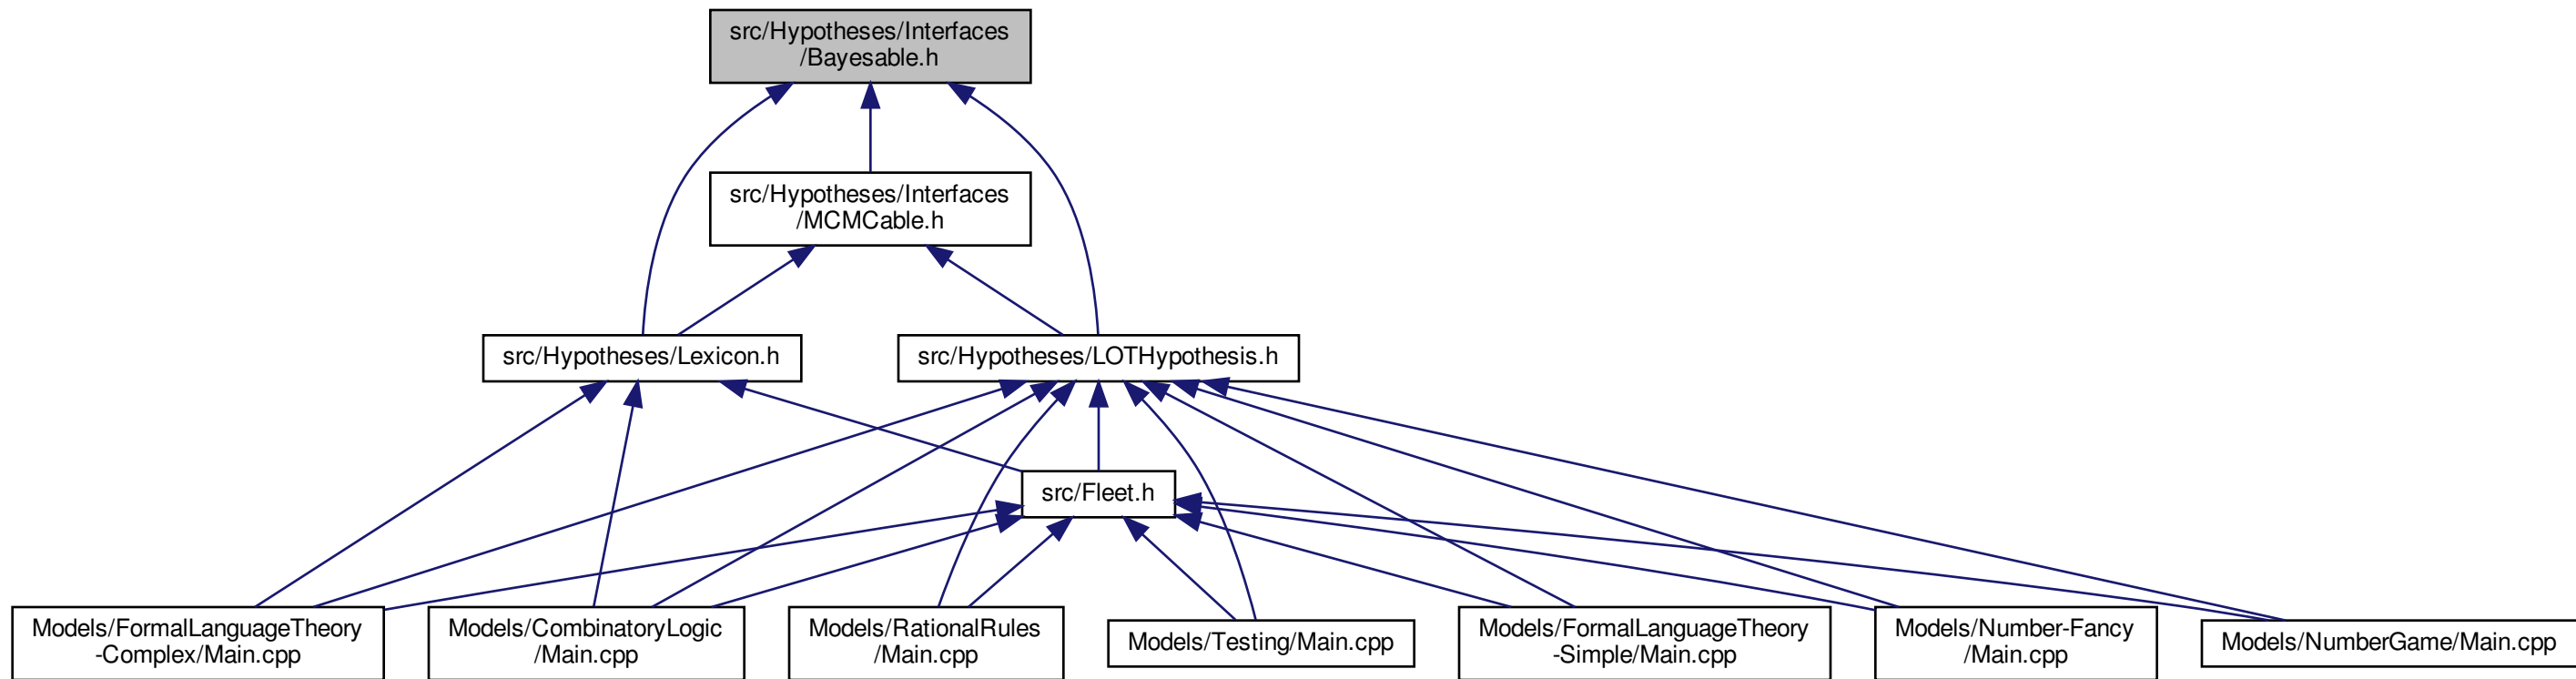 src/Hypotheses/Interfaces
/Bayesable.h
src/Hypotheses/Interfaces
/MCMCable.h
src/Hypotheses/Lexicon.h
src/Hypotheses/LOTHypothesis.h
src/Fleet.h
Models/FormalLanguageTheory
-Complex/Main.cpp
Models/CombinatoryLogic
/Main.cpp
Models/RationalRules
/Main.cpp
Models/Testing/Main.cpp
Models/FormalLanguageTheory
-Simple/Main.cpp
Models/Number-Fancy
/Main.cpp
Models/NumberGame/Main.cpp